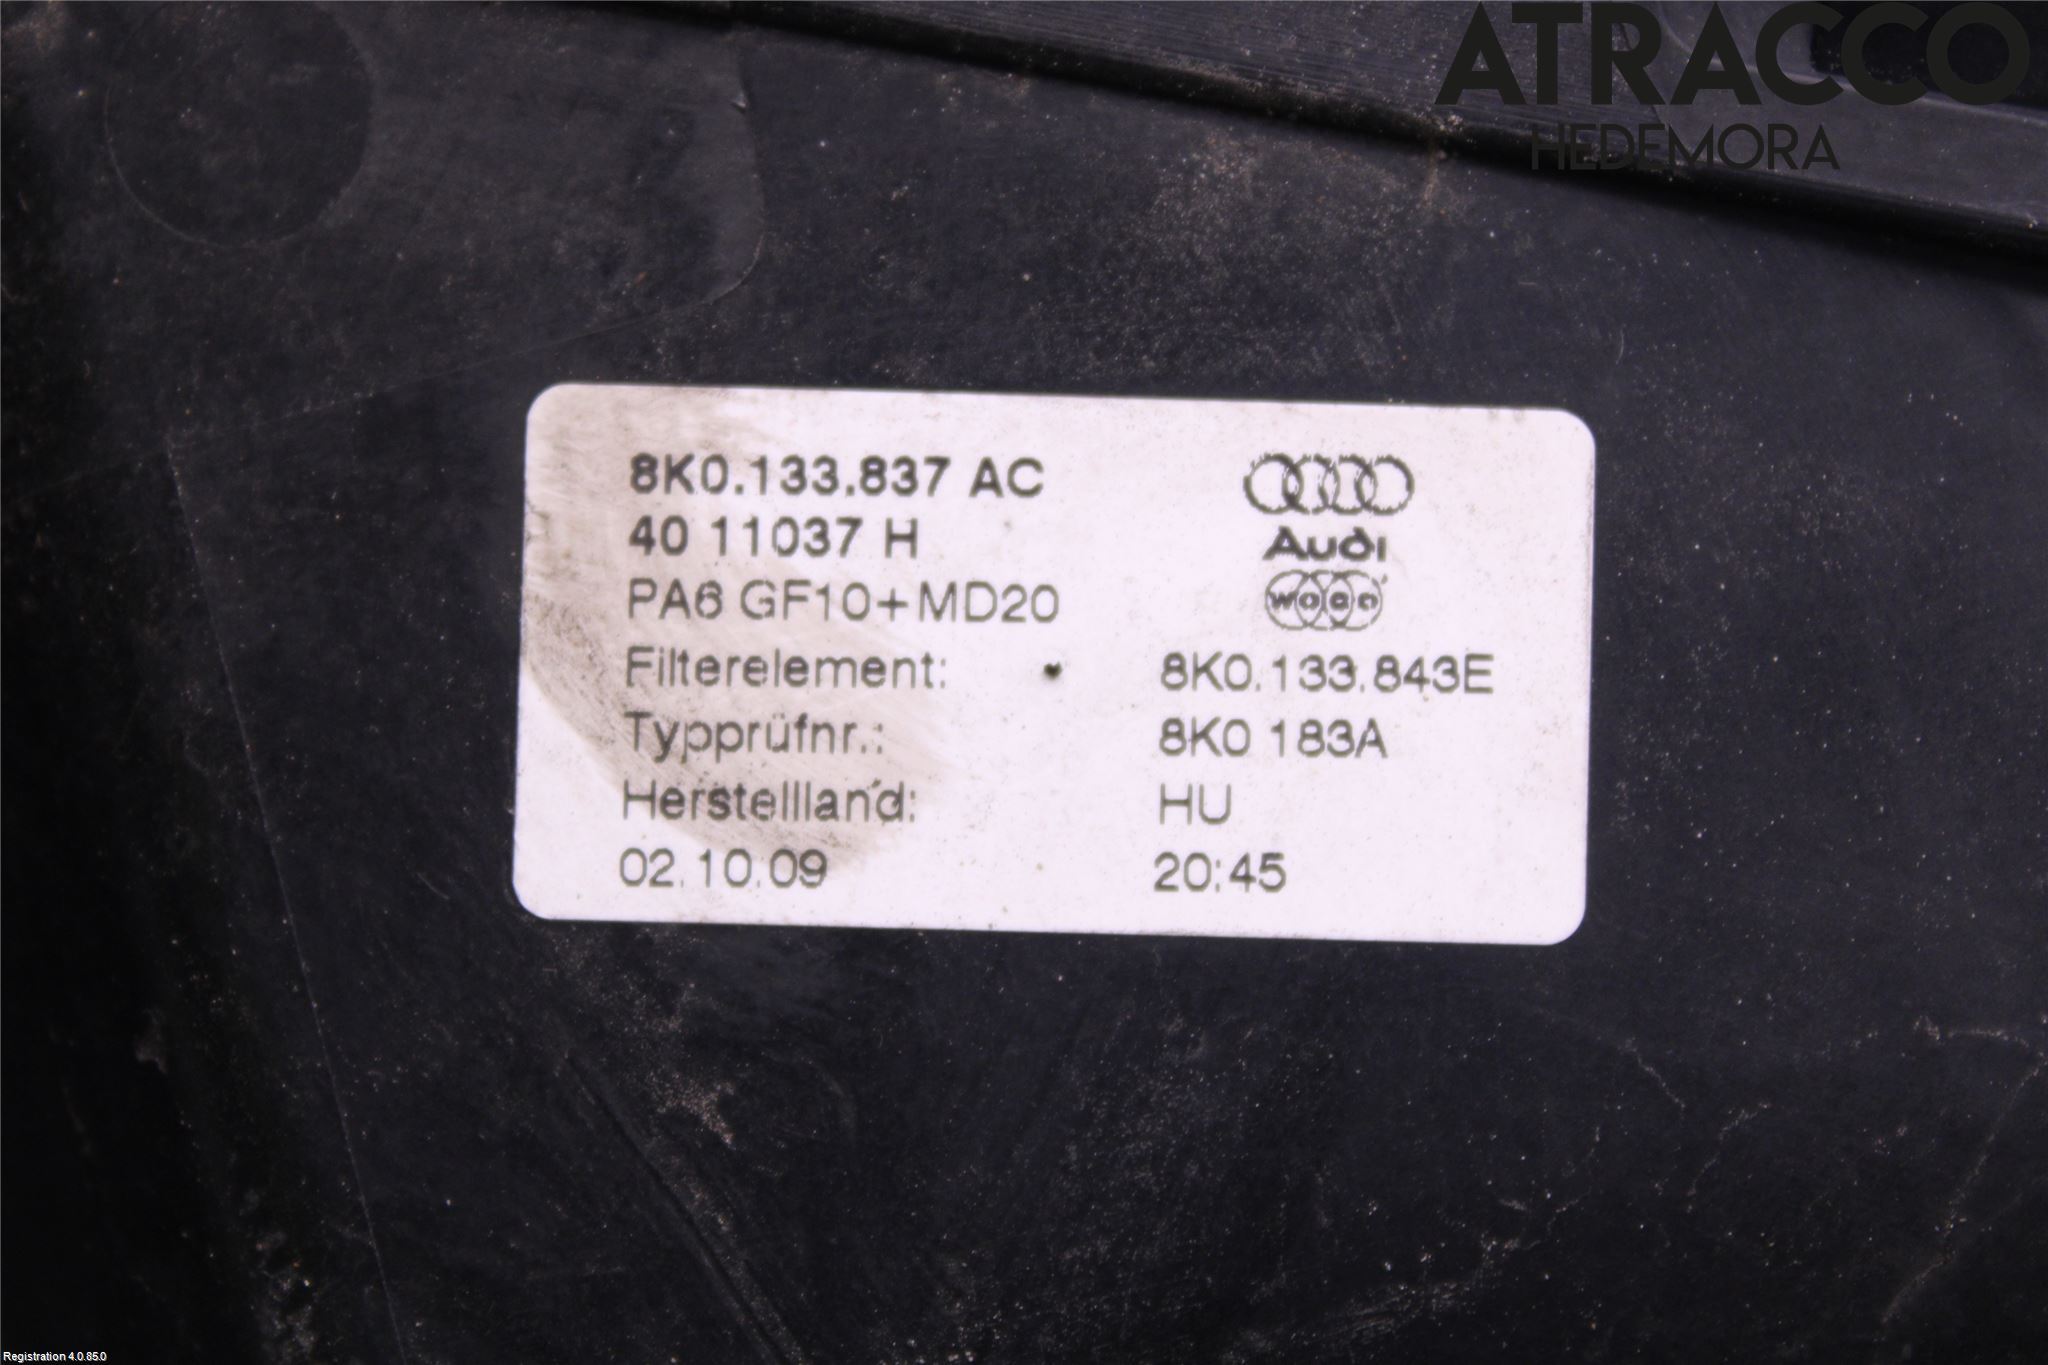 ATRACCO
HEDEMORA
8K0.133.837 AC
40 11037 H
Audi
PA6 GF10+MD20
Filterelement: 8K0.133.843E
Typprüfnr.: 8K0 183A
Herstellland: HU
02.10.09 20:45
Registration 4.0.85.0